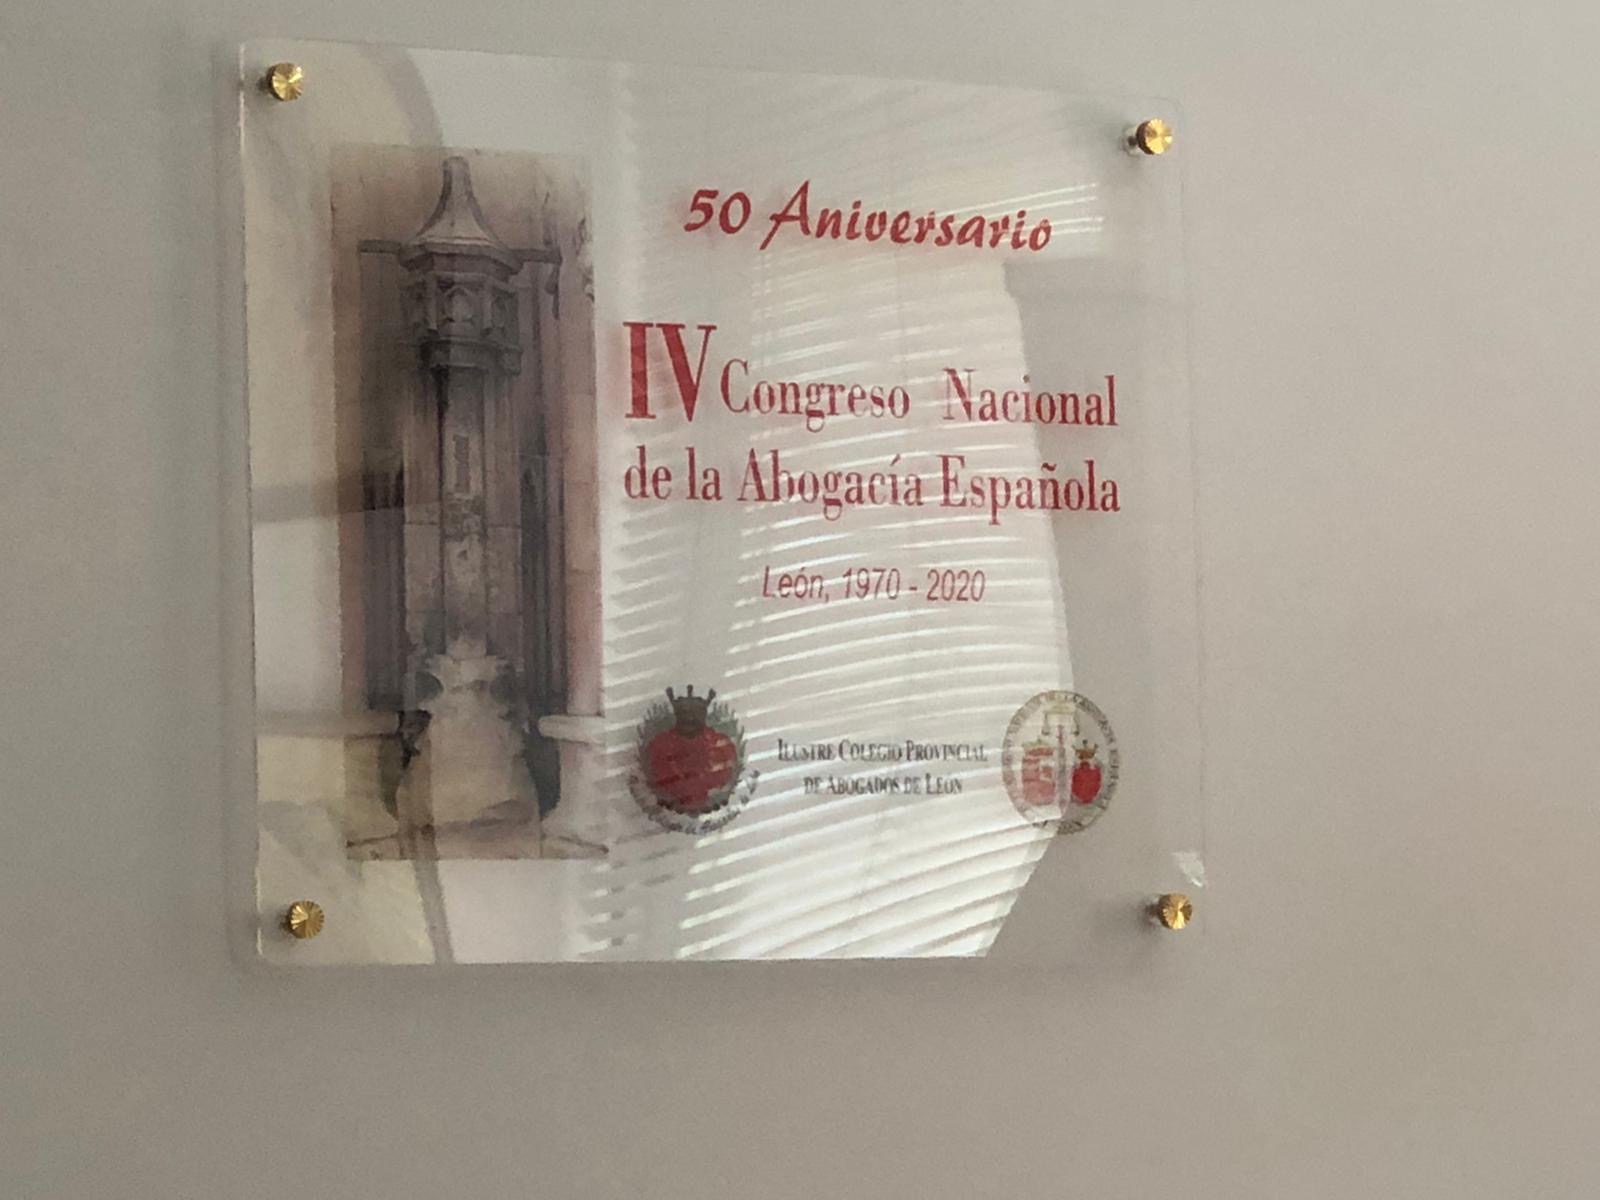 50 Aniversario
IV Congreso Nacional
de la Abogacía Española
León, 1970 - 2020
ILUSTRE COLEGIO PROVINCIAL
DE ABOGADOS DE LEÓN